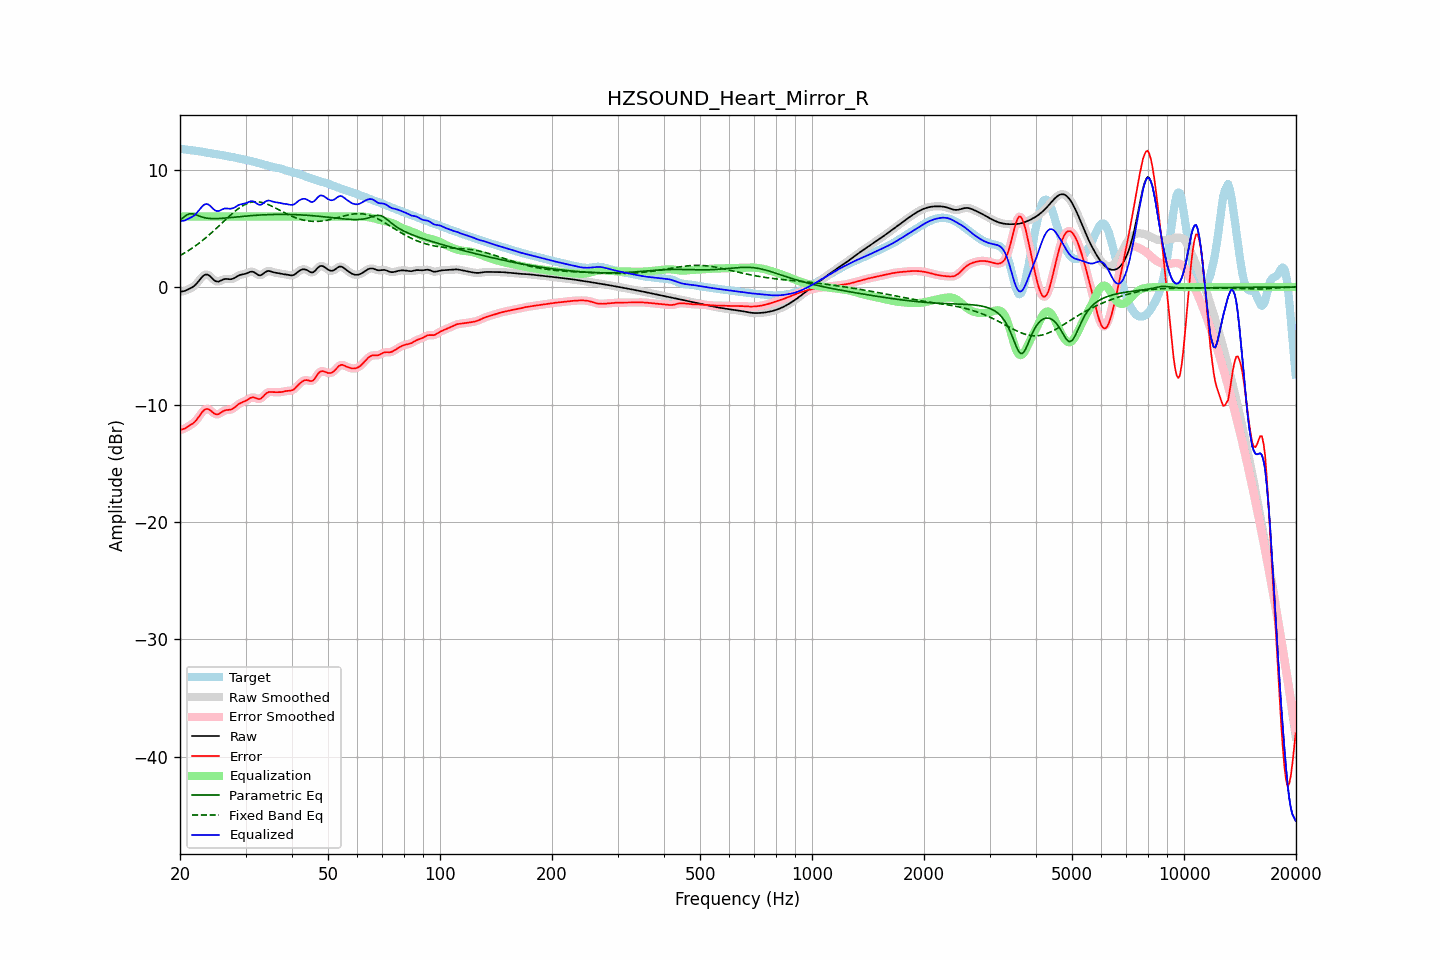 HZSOUND_Heart_Mirror_R
Amplitude (dBr)
10
0
−10
−20
−30
−40
Target
Raw Smoothed
Error Smoothed
Raw
Error
Equalization
Parametric Eq
Fixed Band Eq
Equalized
20 50 100 200 500 1000 2000 5000 10000 20000
Frequency (Hz)